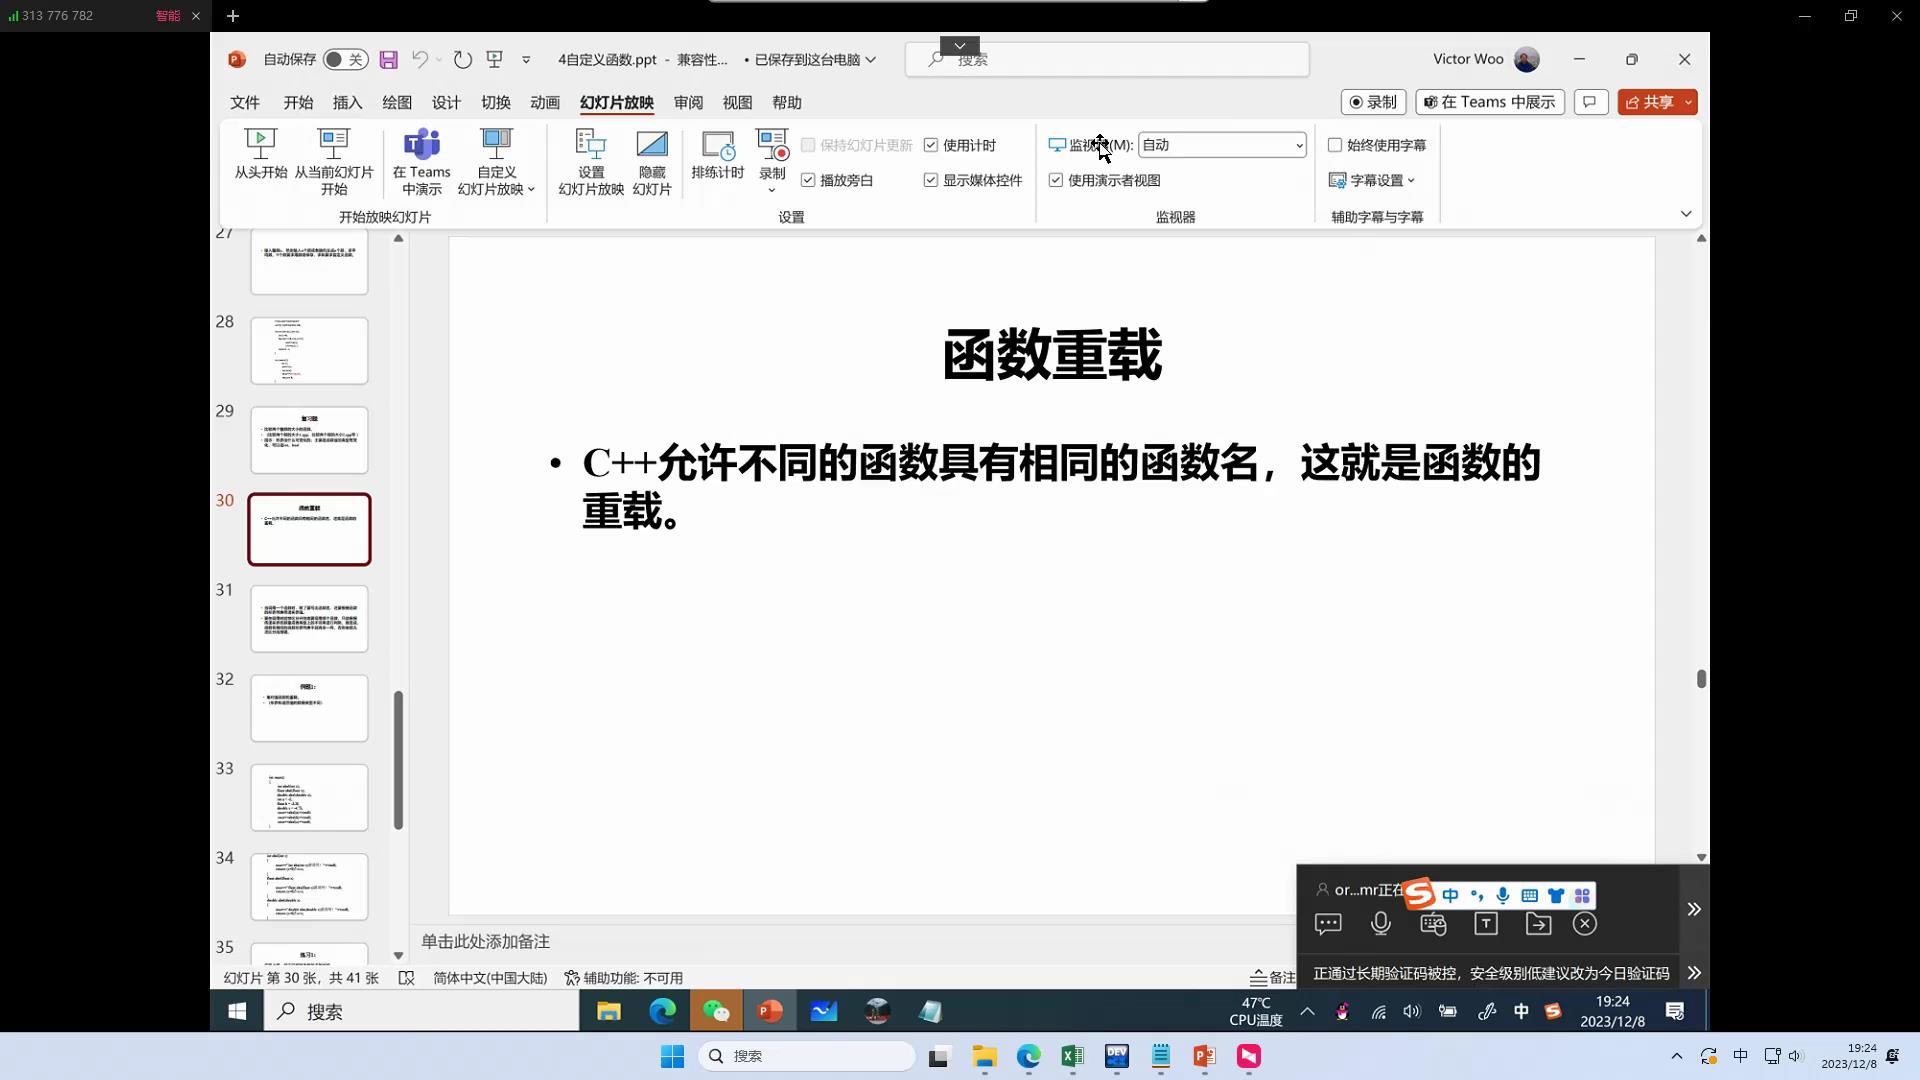 313 776 782 智能
自动保存 关 4自定义函数.ppt - 兼容性... • 已保存到这台电脑 搜索 Victor Woo
文件 开始 插入 绘图 设计 切换 动画 幻灯片放映 审阅 视图 帮助 录制 在 Teams 中展示 共享
从头开始 从当前幻灯片开始 在 Teams 中演示 自定义幻灯片放映 设置幻灯片放映 隐藏幻灯片 排练计时 录制
保持幻灯片更新 使用计时 自动 始终使用字幕
播放旁白 显示媒体控件 使用演示者视图 字幕设置
开始放映幻灯片 设置 监视器 辅助字幕与字幕
27
28
29
30
31
32
33
34
35
函数重载
• C++允许不同的函数具有相同的函数名，这就是函数的
重载。
单击此处添加备注
or...mr正在
中
正通过长期验证码被控，安全级别低建议改为今日验证码
幻灯片 第 30 张，共 41 张 简体中文(中国大陆) 辅助功能: 不可用 备注
搜索 47℃ CPU温度 中 19:24 2023/12/8
搜索 DEV 中 19:24 2023/12/8